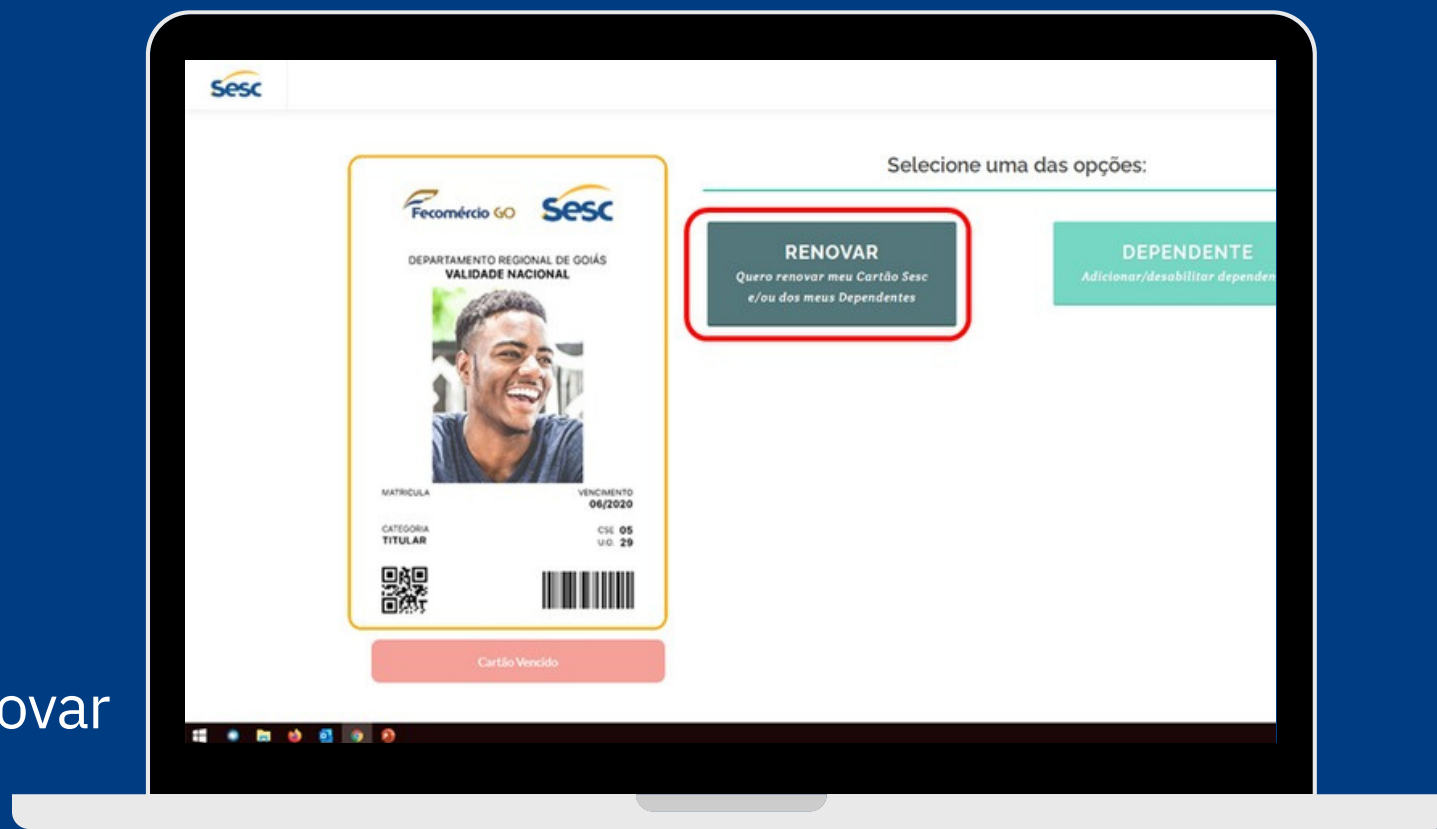 Sesc
Selecione uma das opções:
Fecomércio GO
Sesc
DEPARTAMENTO REGIONAL DE GOIÁS
VALIDADE NACIONAL
RENOVAR
Quero renovar meu Cartão Sesc
e/ou dos meus Dependentes
DEPENDENTE
Adicionar/desabilitar dependen
MATRICULA
VENCIMENTO
06/2020
CATEGORIA
TITULAR
CSE 05
U.O. 29
Cartão Vencido
ovar